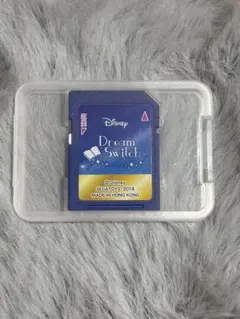 Disney
Dream
Switch
© Disney
SEGATOYS 2018
MADE IN HONG KONG